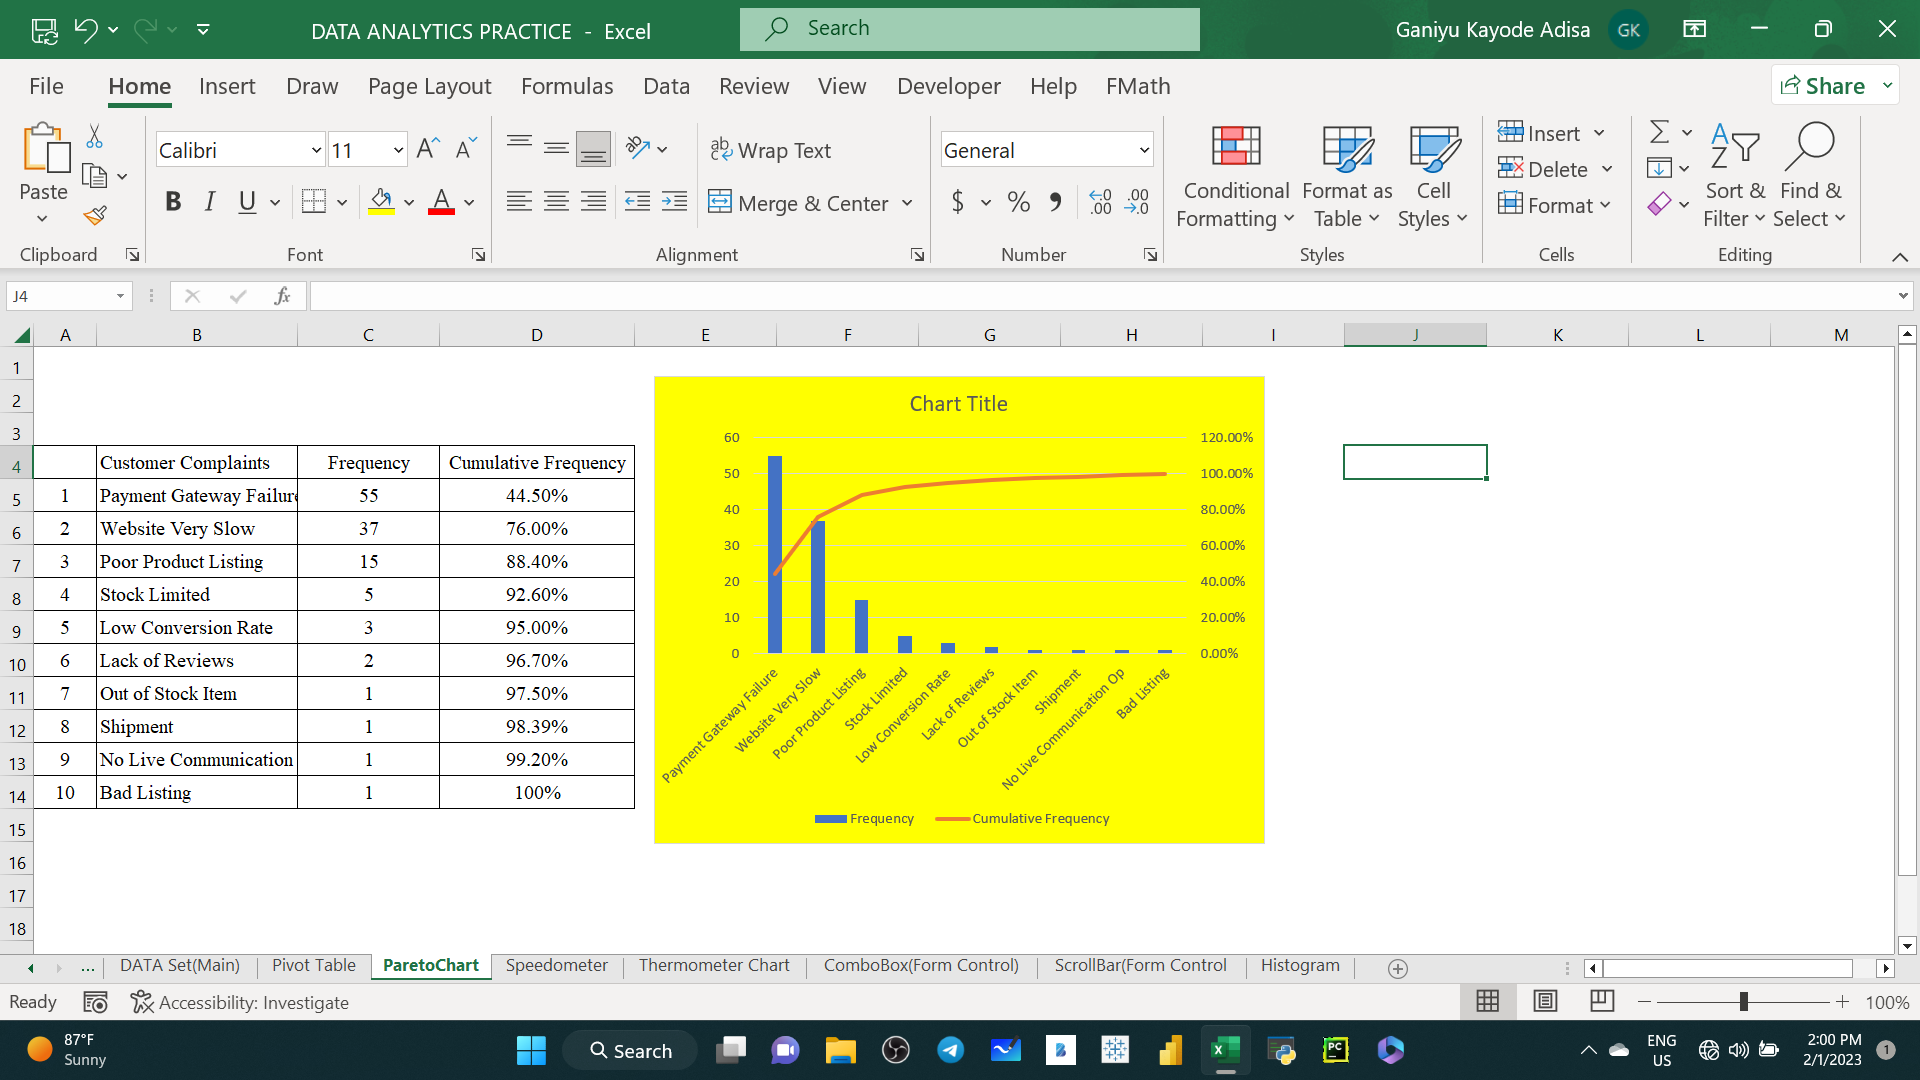 DATA ANALYTICS PRACTICE - Excel
Search
Ganiyu Kayode Adisa
GK
File Home Insert Draw Page Layout Formulas Data Review View Developer Help FMath
Share
Paste
Clipboard
Calibri 11
B I U
Font
Wrap Text
Merge & Center
Alignment
General
$ % ,
Number
Conditional Formatting
Format as Table
Cell Styles
Styles
Insert
Delete
Format
Cells
Sort & Filter
Find & Select
Editing
J4
fx
A B C D E F G H I J K L M
1
2
3
4 Customer Complaints Frequency Cumulative Frequency
5 1 Payment Gateway Failure 55 44.50%
6 2 Website Very Slow 37 76.00%
7 3 Poor Product Listing 15 88.40%
8 4 Stock Limited 5 92.60%
9 5 Low Conversion Rate 3 95.00%
10 6 Lack of Reviews 2 96.70%
11 7 Out of Stock Item 1 97.50%
12 8 Shipment 1 98.39%
13 9 No Live Communication 1 99.20%
14 10 Bad Listing 1 100%
15
16
17
18
Chart Title
60 120.00%
50 100.00%
40 80.00%
30 60.00%
20 40.00%
10 20.00%
0 0.00%
Payment Gateway Failure
Website Very Slow
Poor Product Listing
Stock Limited
Low Conversion Rate
Lack of Reviews
Out of Stock Item
Shipment
No Live Communication Op
Bad Listing
Frequency Cumulative Frequency
... DATA Set(Main) Pivot Table ParetoChart Speedometer Thermometer Chart ComboBox(Form Control) ScrollBar(Form Control Histogram
Ready Accessibility: Investigate 100%
87°F
Sunny
Search
ENG
US
2:00 PM
2/1/2023
1